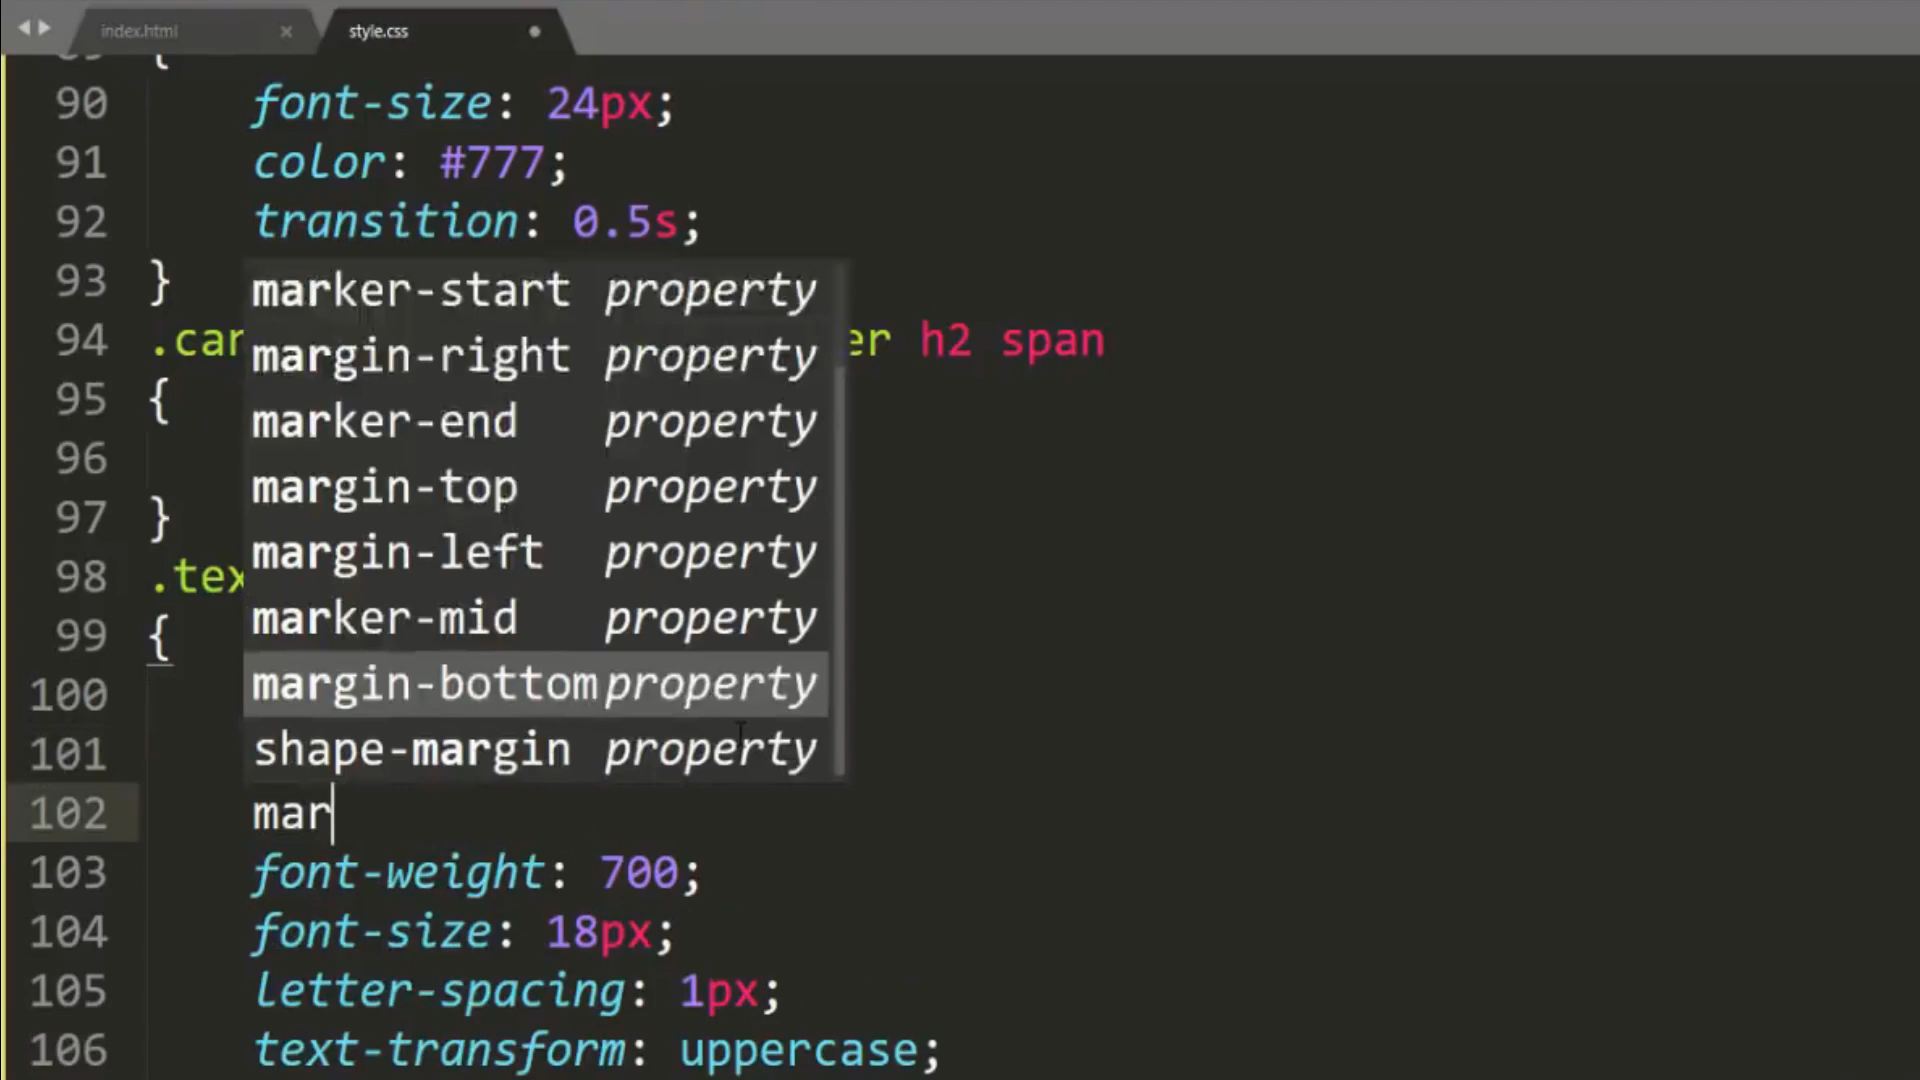 index.html × style.css
89 {
90 font-size: 24px;
91 color: #777;
92 transition: 0.5s;
93 }
marker-start property
94 .car er h2 span
margin-right property
95 {
marker-end property
96
margin-top property
97 }
margin-left property
98 .tex
marker-mid property
99 {
margin-bottom property
100
shape-margin property
101
102 mar
103 font-weight: 700;
104 font-size: 18px;
105 letter-spacing: 1px;
106 text-transform: uppercase;